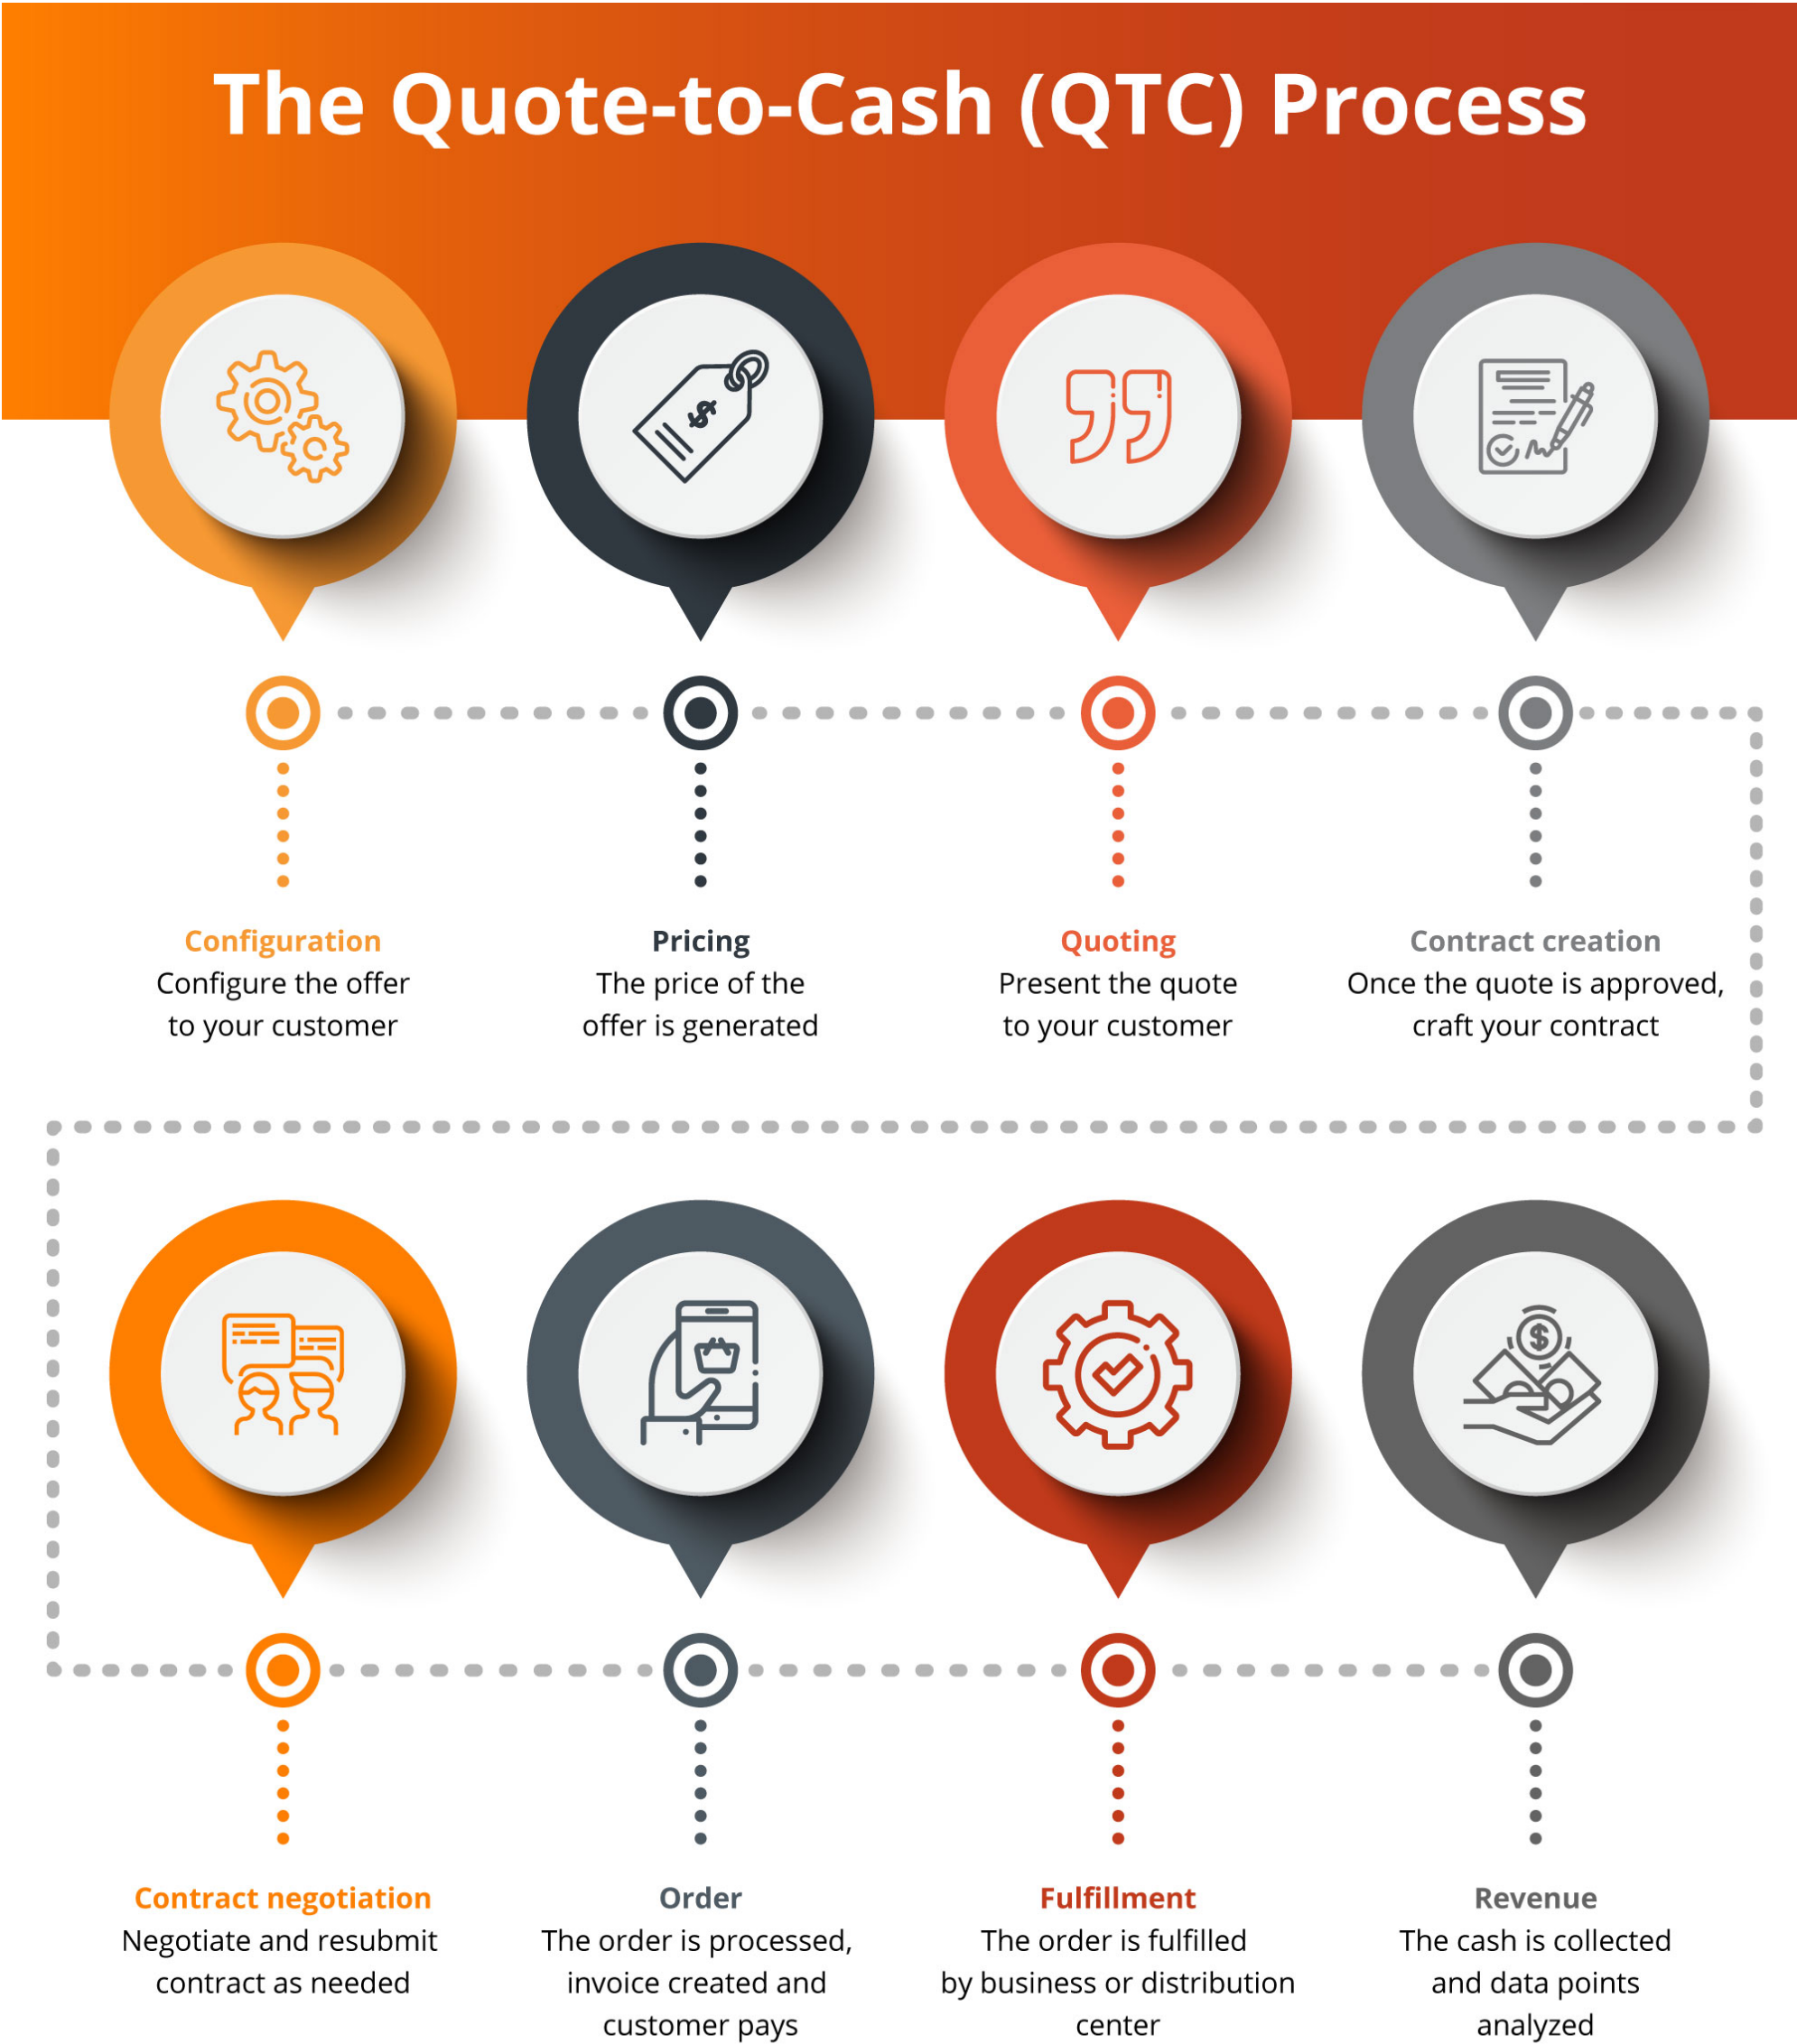 The Quote-to-Cash (QTC) Process
Configuration
Configure the offer
to your customer
Pricing
The price of the
offer is generated
Quoting
Present the quote
to your customer
Contract creation
Once the quote is approved,
craft your contract
Contract negotiation
Negotiate and resubmit
contract as needed
Order
The order is processed,
invoice created and
customer pays
Fulfillment
The order is fulfilled
by business or distribution
center
Revenue
The cash is collected
and data points
analyzed